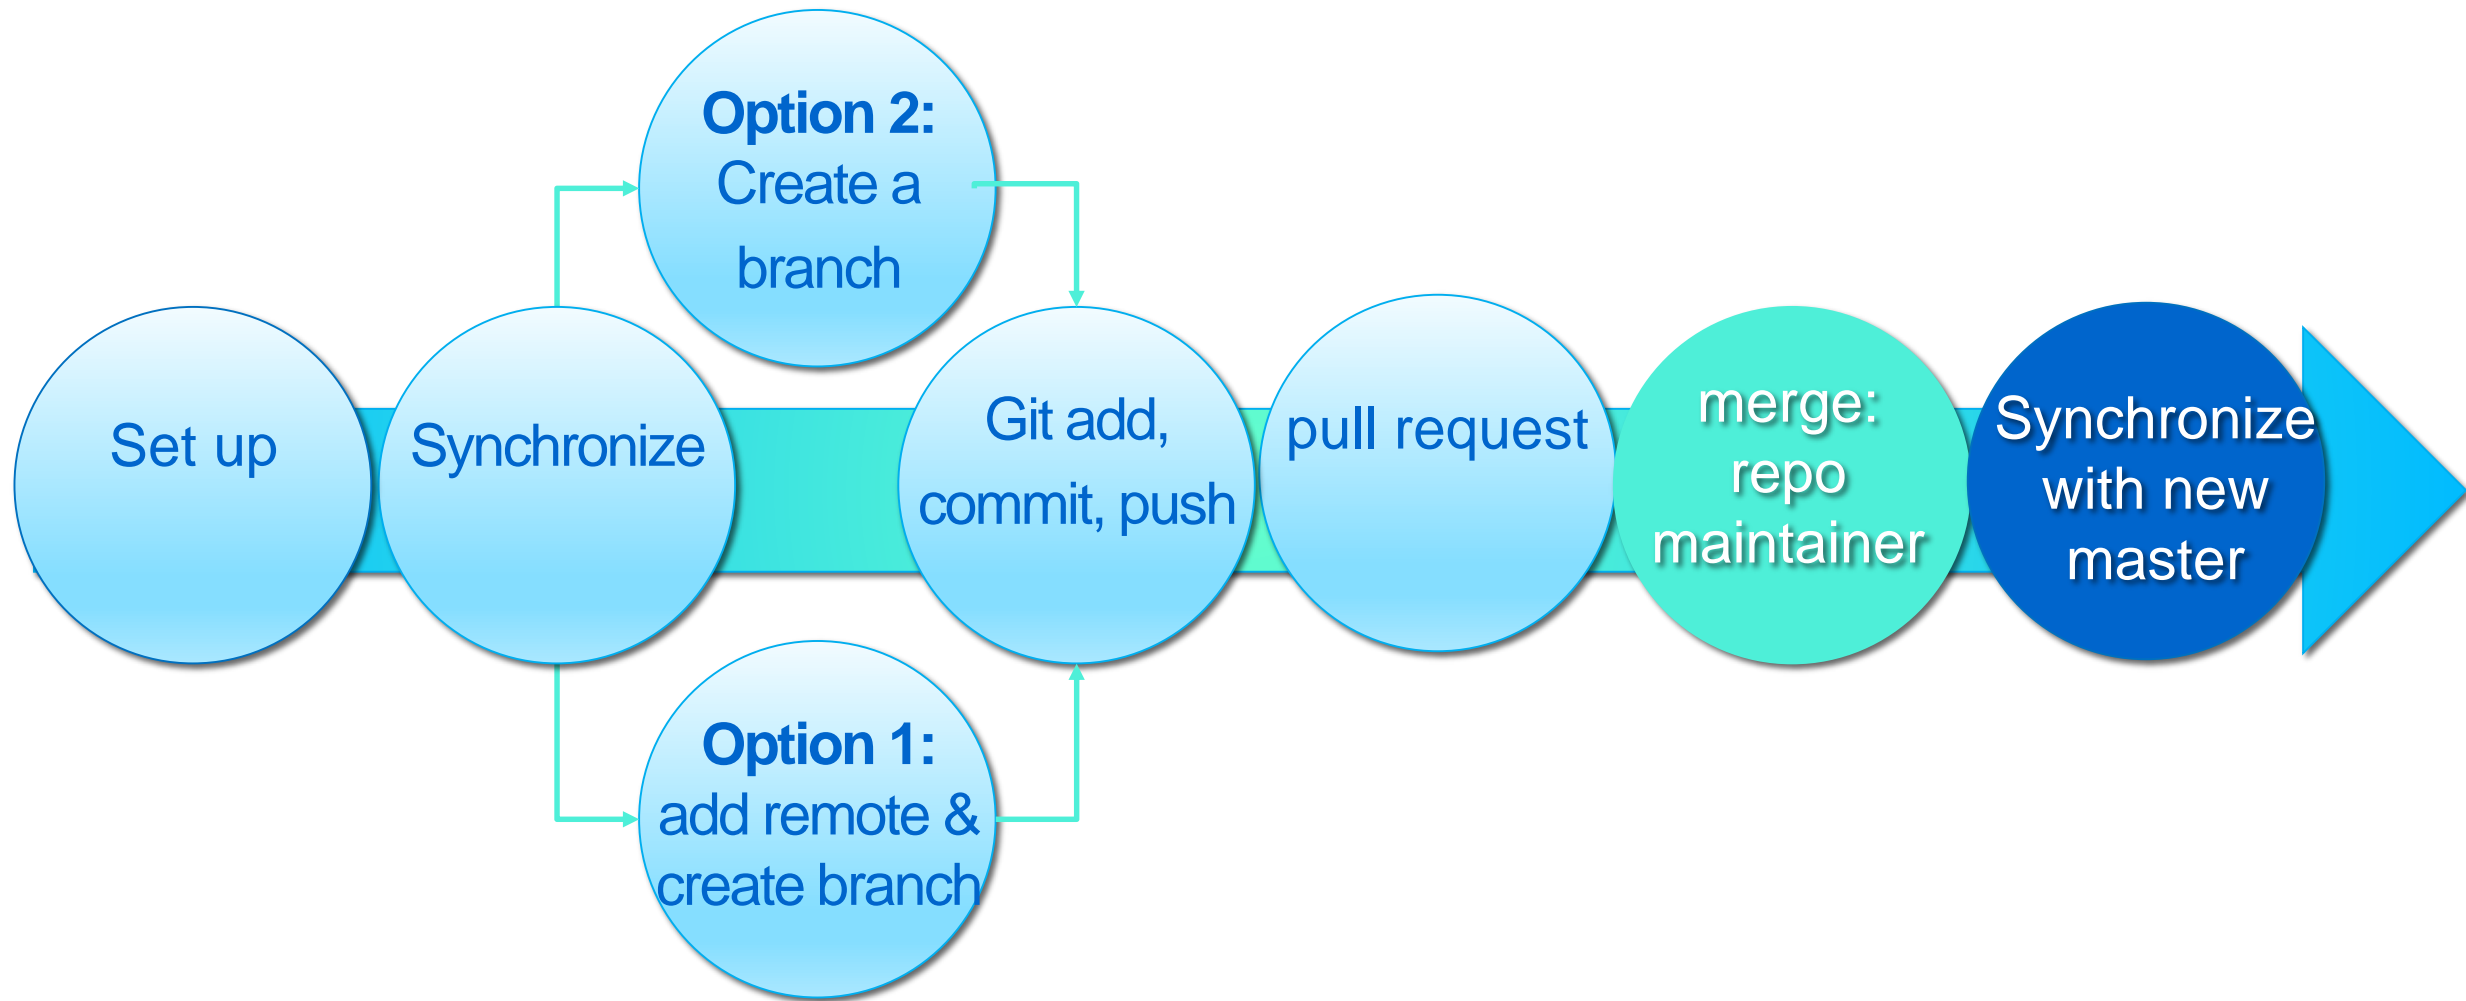 Option 2:
Create a
branch
Set up
Synchronize
Git add,
commit, push
pull request
merge:
repo
maintainer
Synchronize
with new
master
Option 1:
add remote &
create branch